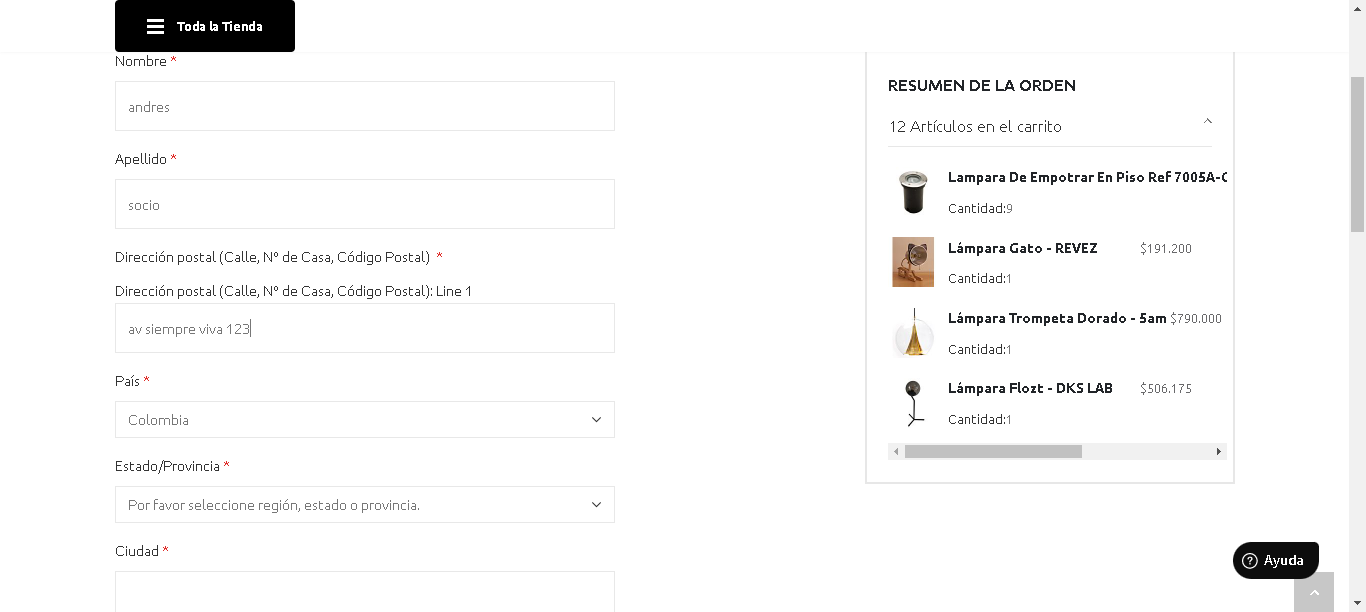 Toda la Tienda
Nombre *
andres
Apellido *
socio
Dirección postal (Calle, Nº de Casa, Código Postal) *
Dirección postal (Calle, Nº de Casa, Código Postal): Line 1
av siempre viva 123
País *
Colombia
Estado/Provincia *
Por favor seleccione región, estado o provincia.
Ciudad *
RESUMEN DE LA ORDEN
12 Artículos en el carrito
Lampara De Empotrar En Piso Ref 7005A-
Cantidad:9
Lámpara Gato - REVEZ $191.200
Cantidad:1
Lámpara Trompeta Dorado - 5am $790.000
Cantidad:1
Lámpara Flozt - DKS LAB $506.175
Cantidad:1
Ayuda